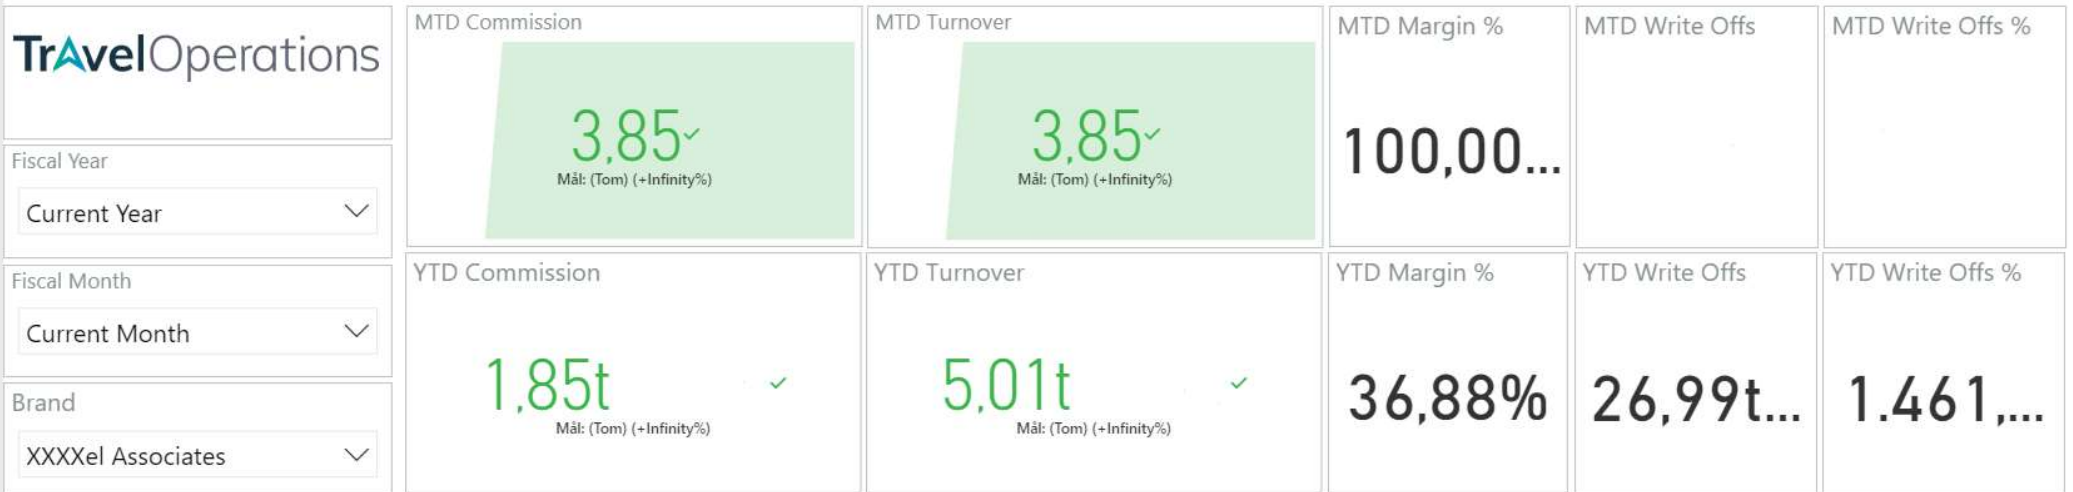 TrAvelOperations
Fiscal Year
Current Year
Fiscal Month
Current Month
Brand
XXXXel Associates
MTD Commission
3,85
Mål: (Tom) (+Infinity%)
MTD Turnover
3,85
Mål: (Tom) (+Infinity%)
MTD Margin %
100,00...
MTD Write Offs
MTD Write Offs %
YTD Commission
1,85t
Mål: (Tom) (+Infinity%)
YTD Turnover
5,01t
Mål: (Tom) (+Infinity%)
YTD Margin %
36,88%
YTD Write Offs
26,99t...
YTD Write Offs %
1.461,...